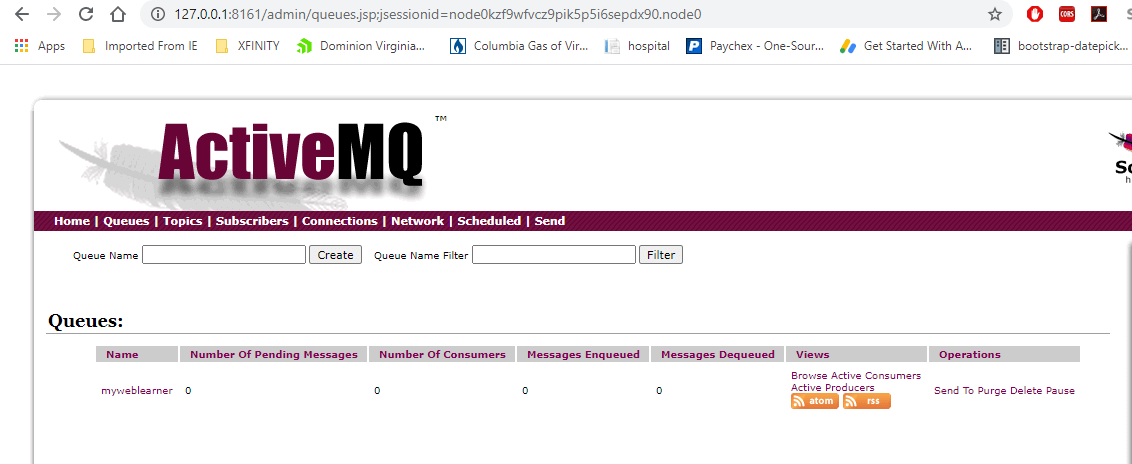 127.0.0.1:8161/admin/queues.jsp;jsessionid=node0kzf9wfvcz9pik5p5i6sepdx90.node0
CORS
Apps Imported From IE XFINITY Dominion Virginia... Columbia Gas of Vir... hospital Paychex - One-Sour... Get Started With A... bootstrap-datepick...
ActiveMQ ™
Home | Queues | Topics | Subscribers | Connections | Network | Scheduled | Send
Queue Name Create Queue Name Filter Filter
Queues:
Name Number Of Pending Messages Number Of Consumers Messages Enqueued Messages Dequeued Views Operations
myweblearner 0 0 0 0 Browse Active Consumers
Active Producers
atom rss
Send To Purge Delete Pause